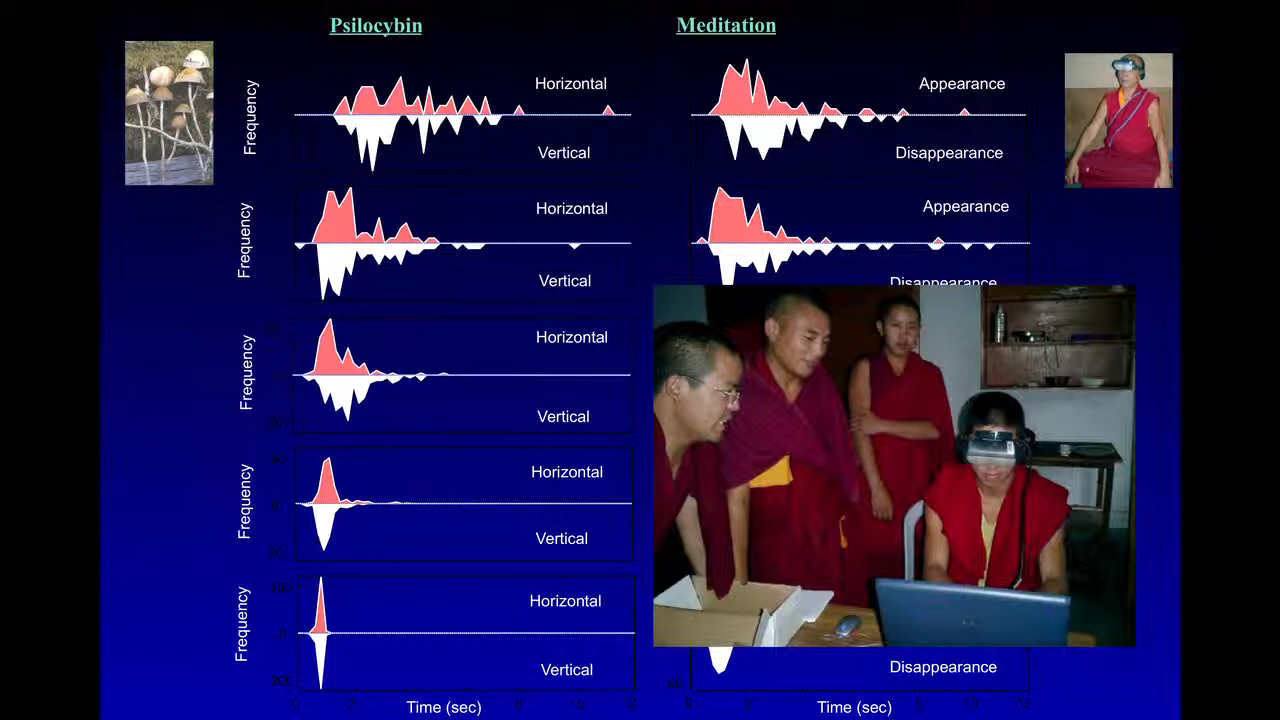 Psilocybin
Meditation
Frequency
Horizontal
Vertical
Appearance
Disappearance
Frequency
Horizontal
Vertical
Appearance
Disappearance
Frequency
Horizontal
Vertical
Frequency
Horizontal
Vertical
Frequency
Horizontal
Vertical
Disappearance
Time (sec)
Time (sec)